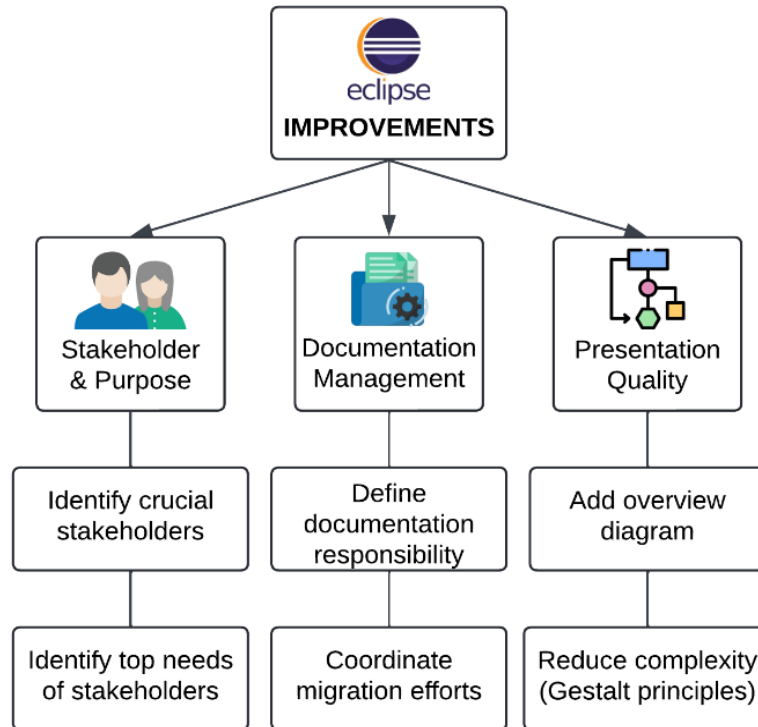 eclipse
IMPROVEMENTS
Stakeholder
& Purpose
Documentation
Management
Presentation
Quality
Identify crucial
stakeholders
Define
documentation
responsibility
Add overview
diagram
Identify top needs
of stakeholders
Coordinate
migration efforts
Reduce complexity
(Gestalt principles)